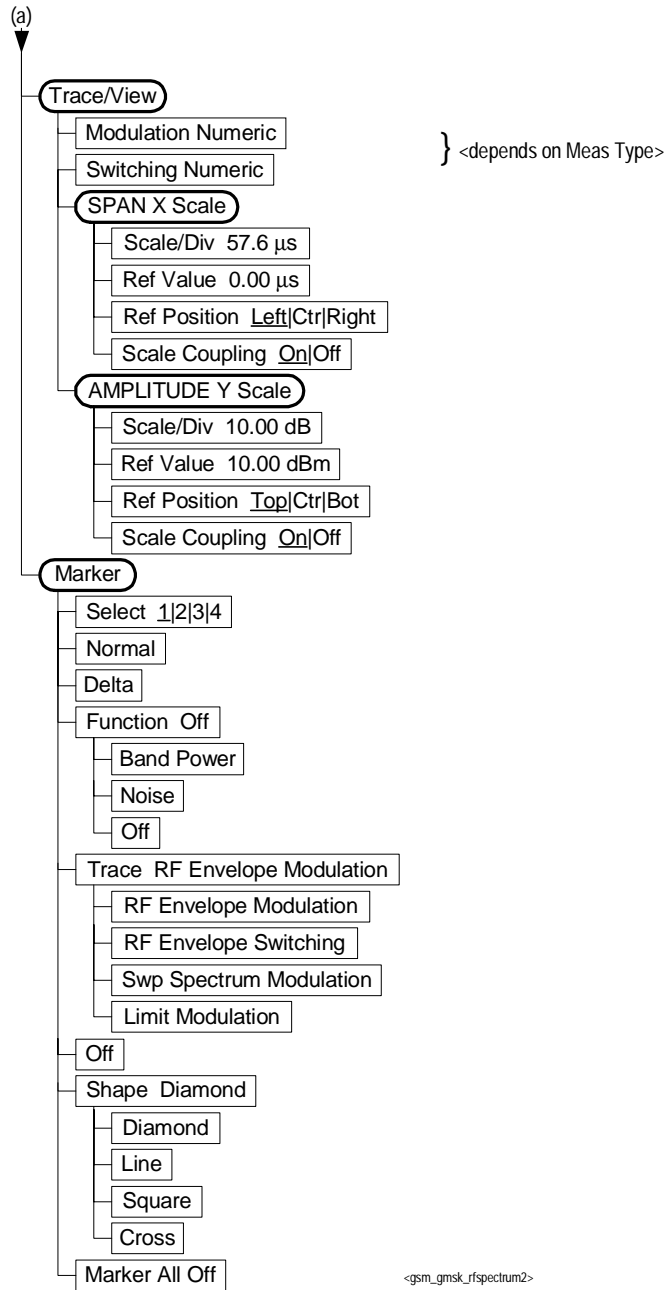 (a)
Trace/View
Modulation Numeric
} <depends on Meas Type>
Switching Numeric
SPAN X Scale
Scale/Div 57.6 μs
Ref Value 0.00 μs
Ref Position Left|Ctr|Right
Scale Coupling On|Off
AMPLITUDE Y Scale
Scale/Div 10.00 dB
Ref Value 10.00 dBm
Ref Position Top|Ctr|Bot
Scale Coupling On|Off
Marker
Select 1|2|3|4
Normal
Delta
Function Off
Band Power
Noise
Off
Trace RF Envelope Modulation
RF Envelope Modulation
RF Envelope Switching
Swp Spectrum Modulation
Limit Modulation
Off
Shape Diamond
Diamond
Line
Square
Cross
Marker All Off
<gsm_gmsk_rfspectrum2>